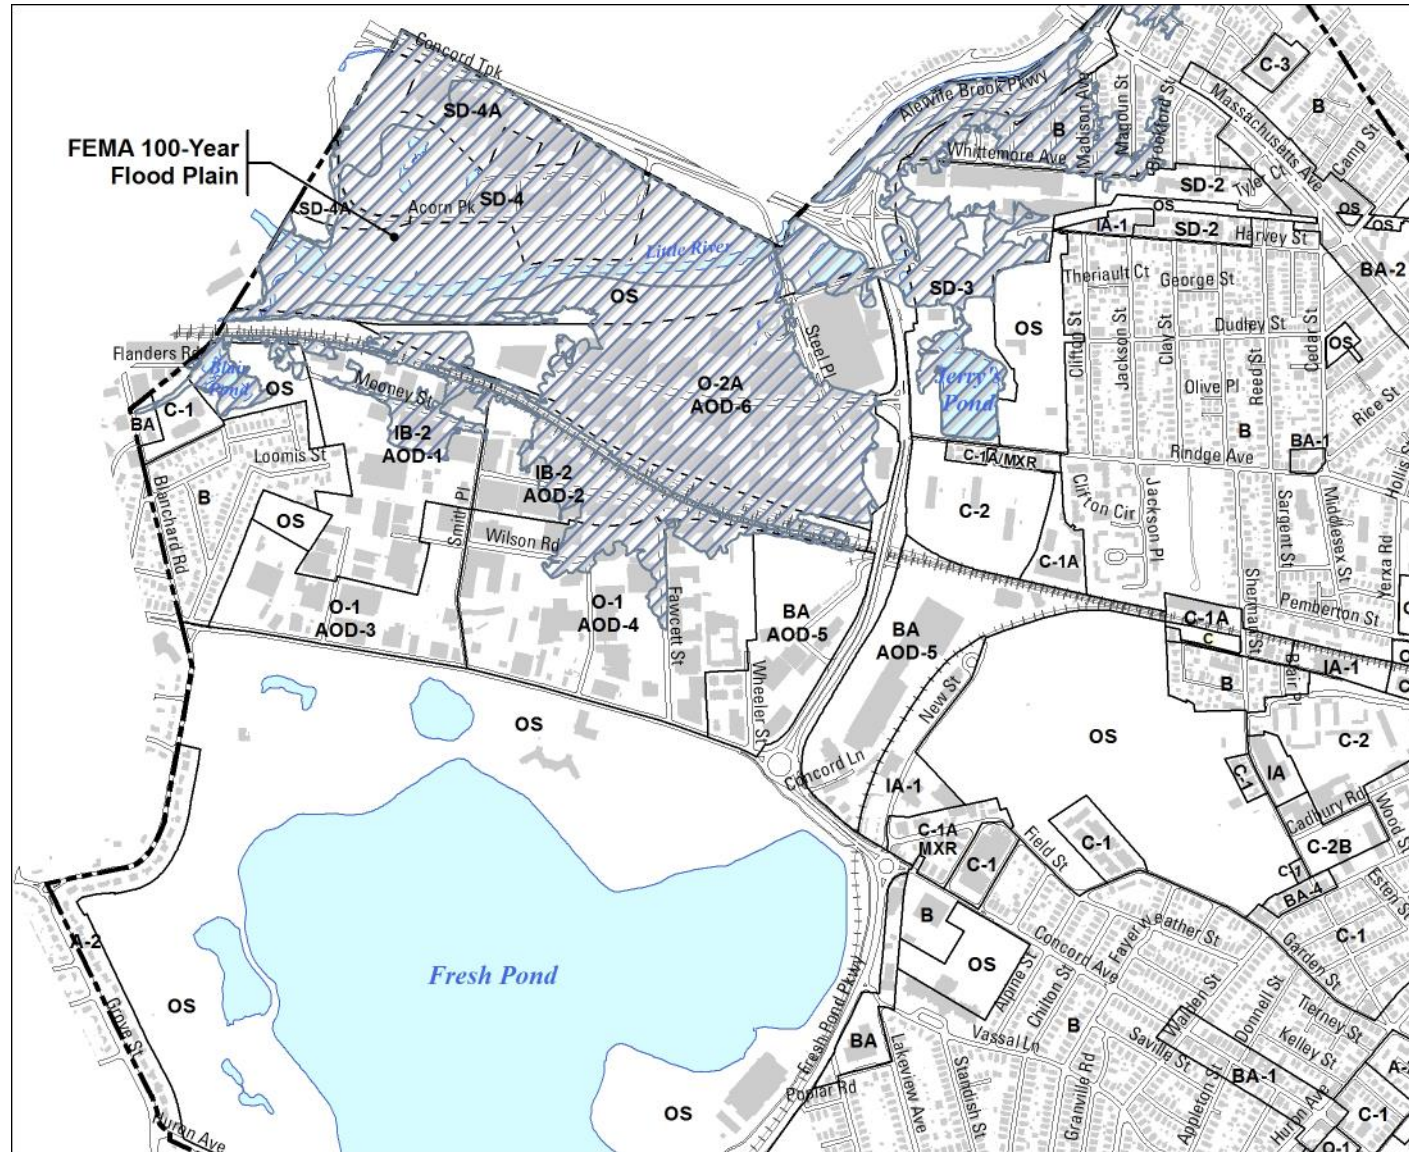 Concord Tpk
SD-4A
FEMA 100-Year
Flood Plain
SD-4A
Acorn Pk
SD-4
Little River
OS
Alewife Brook Pkwy
B
Madison Ave
Magoun St
Brookford St
Whittemore Ave
Massachusetts Ave
C-3
B
Camp St
SD-2
Tyler Ct
OS
OS
OS
IA-1
SD-2
Harvey St
BA-2
Theriault Ct
George St
SD-3
OS
Steel Pl
Dudley St
Clifton St
Jackson St
Clay St
Reed St
Cadel St
OS
Olive Pl
Rice St
Jerry's
Pond
B
BA-1
Rindge Ave
Hollis St
Flanders Rd
Blair
Pond
OS
Mooney St
C-1
BA
O-2A
AOD-6
IB-2
AOD-1
Loomis St
B
Blanchard Rd
IB-2
AOD-2
OS
Smith Pl
Wilson Rd
C-1A/MXR
C-2
C-1A
Clifton Cir
Jackson Pl
Sargent St
Middlesex St
Yerxa Rd
Sherman St
Pemberton St
O-1
AOD-3
O-1
AOD-4
Fawcett St
BA
AOD-5
Wheeler St
BA
AOD-5
New St
C-1A
C
IA-1
B
Blair Pl
OS
OS
C-2
C-1
IA
Concord Ln
IA-1
Cadbury Rd
Wood St
C-1A
MXR
C-1
Field St
C-1
C-2B
C-1
BA-4
Esten St
Fresh Pond
A-2
Grove St
OS
Huron Ave
Fresh Pond Pkwy
B
OS
Concord Ave
Fayerweather St
Garden St
C-1
Alpine St
Chilton St
B
Vassal Ln
Walden St
Donnell St
Tierney St
Kelley St
Saville St
BA
Lakeview Ave
Standish St
Granville Rd
Appleton St
BA-1
Huron Ave
C-1
Poplar Rd
OS
O-1